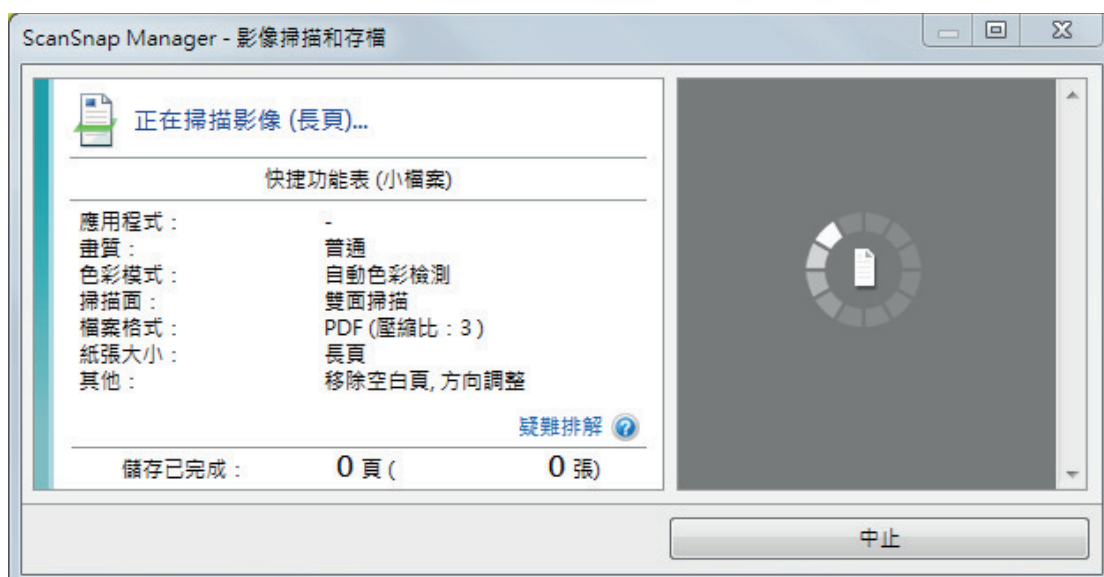 ScanSnap Manager - 影像掃描和存檔
正在掃描影像 (長頁)...
快捷功能表 (小檔案)
應用程式： -
畫質： 普通
色彩模式： 自動色彩檢測
掃描面： 雙面掃描
檔案格式： PDF (壓縮比：3 )
紙張大小： 長頁
其他： 移除空白頁, 方向調整
疑難排解
儲存已完成： 0 頁 ( 0 張)
中止